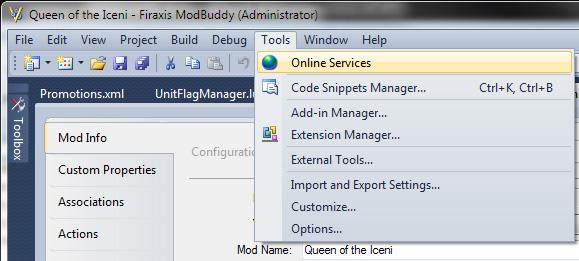 Queen of the Iceni - Firaxis ModBuddy (Administrator)
File Edit View Project Build Debug Tools Window Help
Online Services
Code Snippets Manager... Ctrl+K, Ctrl+B
Add-in Manager...
Extension Manager...
External Tools...
Import and Export Settings...
Customize...
Options...
Toolbox
Promotions.xml UnitFlagManager.l
Mod Info
Custom Properties
Associations
Actions
Configuratio
Mod Name: Queen of the Iceni